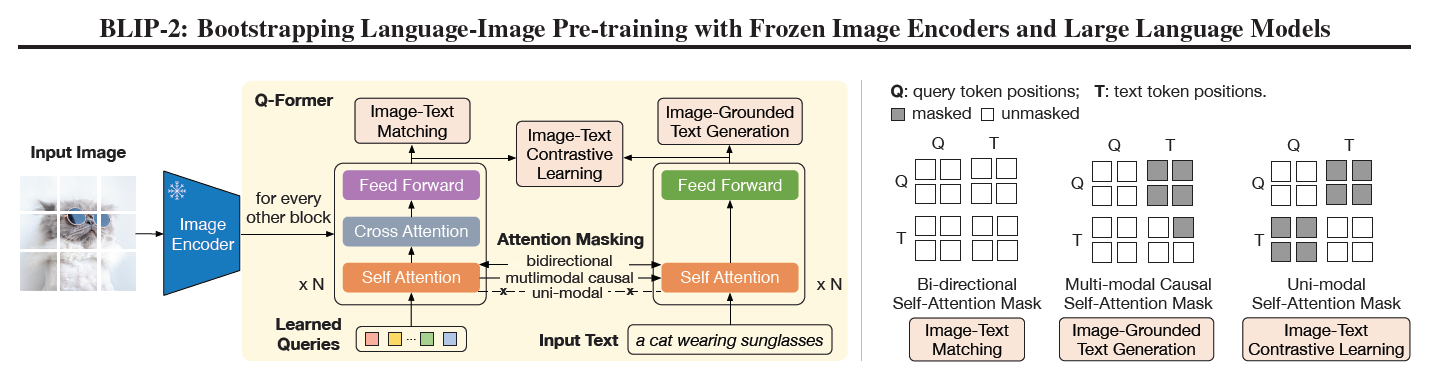 BLIP-2: Bootstrapping Language-Image Pre-training with Frozen Image Encoders and Large Language Models
Input Image
Image
Encoder
for every
other block
Q-Former
Image-Text
Matching
Image-Text
Contrastive
Learning
Image-Grounded
Text Generation
Feed Forward
Cross Attention
Self Attention
x N
Learned
Queries
...
Attention Masking
bidirectional
mutlimodal causal
x uni-modal x
Feed Forward
Self Attention
x N
Input Text
a cat wearing sunglasses
Q: query token positions; T: text token positions.
masked unmasked
Q T
Q
T
Bi-directional
Self-Attention Mask
Image-Text
Matching
Q T
Q
T
Multi-modal Causal
Self-Attention Mask
Image-Grounded
Text Generation
Q T
Q
T
Uni-modal
Self-Attention Mask
Image-Text
Contrastive Learning